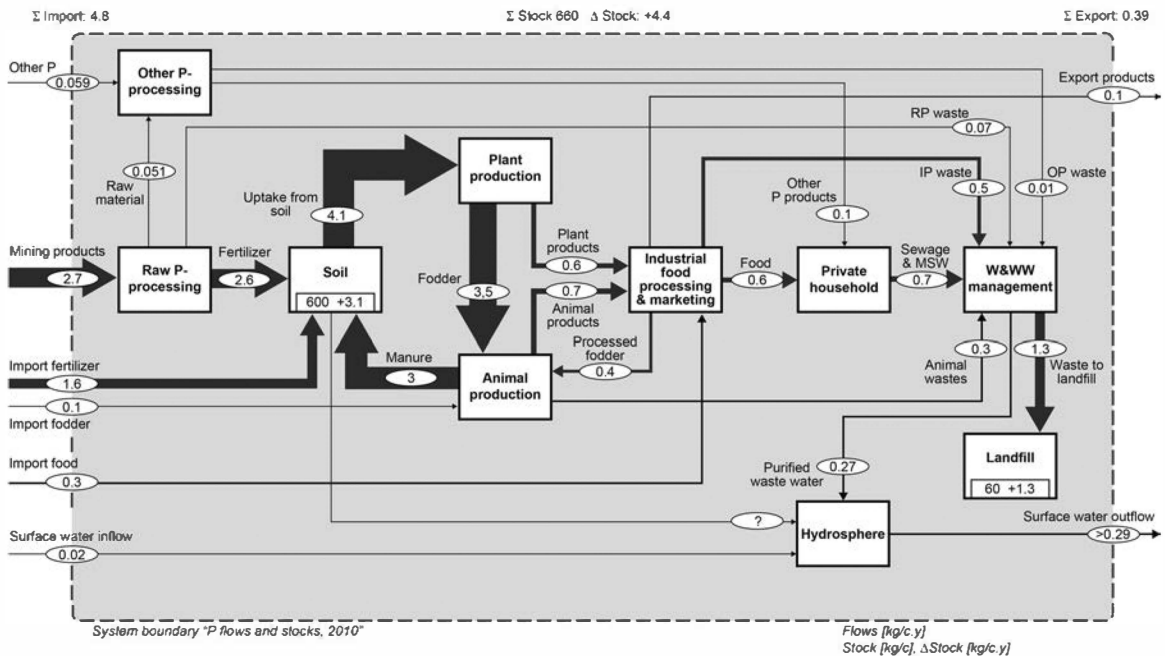 Σ Import: 4.8
Σ Stock 660 Δ Stock: +4.4
Σ Export: 0.39
Other P
0.059
Other P-
processing
Export products
0.1
RP waste
0.07
0.051
Raw
material
Plant
production
Uptake from
soil
4.1
Other
P products
0.1
IP waste
0.5
OP waste
0.01
Mining products
2.7
Raw P-
processing
Fertilizer
2.6
Soil
600 +3.1
Fodder
3,5
Plant
products
0.6
0.7
Animal
products
Industrial
food
processing
& marketing
Food
0.6
Private
household
Sewage
& MSW
0.7
W&WW
management
Processed
fodder
0.4
Manure
3
Animal
production
Import fertilizer
1.6
0.1
Import fodder
Animal
wastes
0.3
1.3
Waste to
landfill
Import food
0.3
Purified
waste water
0.27
Landfill
60 +1.3
?
Hydrosphere
Surface water inflow
0.02
Surface water outflow
>0.29
System boundary "P flows and stocks, 2010"
Flows [kg/c.y]
Stock [kg/c], ΔStock [kg/c.y]